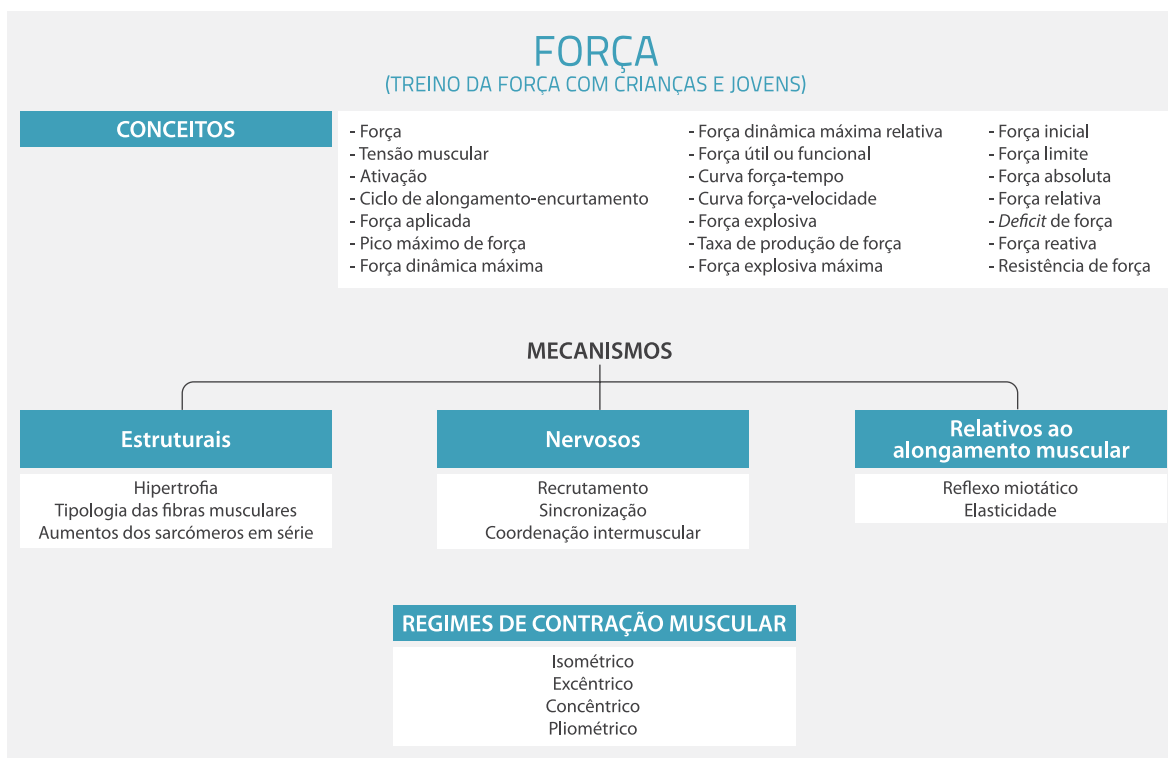 FORÇA
(TREINO DA FORÇA COM CRIANÇAS E JOVENS)
CONCEITOS
- Força
- Tensão muscular
- Ativação
- Ciclo de alongamento-encurtamento
- Força aplicada
- Pico máximo de força
- Força dinâmica máxima
- Força dinâmica máxima relativa
- Força útil ou funcional
- Curva força-tempo
- Curva força-velocidade
- Força explosiva
- Taxa de produção de força
- Força explosiva máxima
- Força inicial
- Força limite
- Força absoluta
- Força relativa
- Deficit de força
- Força reativa
- Resistência de força
MECANISMOS
Estruturais
Hipertrofia
Tipologia das fibras musculares
Aumentos dos sarcómeros em série
Nervosos
Recrutamento
Sincronização
Coordenação intermuscular
Relativos ao
alongamento muscular
Reflexo miotático
Elasticidade
REGIMES DE CONTRAÇÃO MUSCULAR
Isométrico
Excêntrico
Concêntrico
Pliométrico